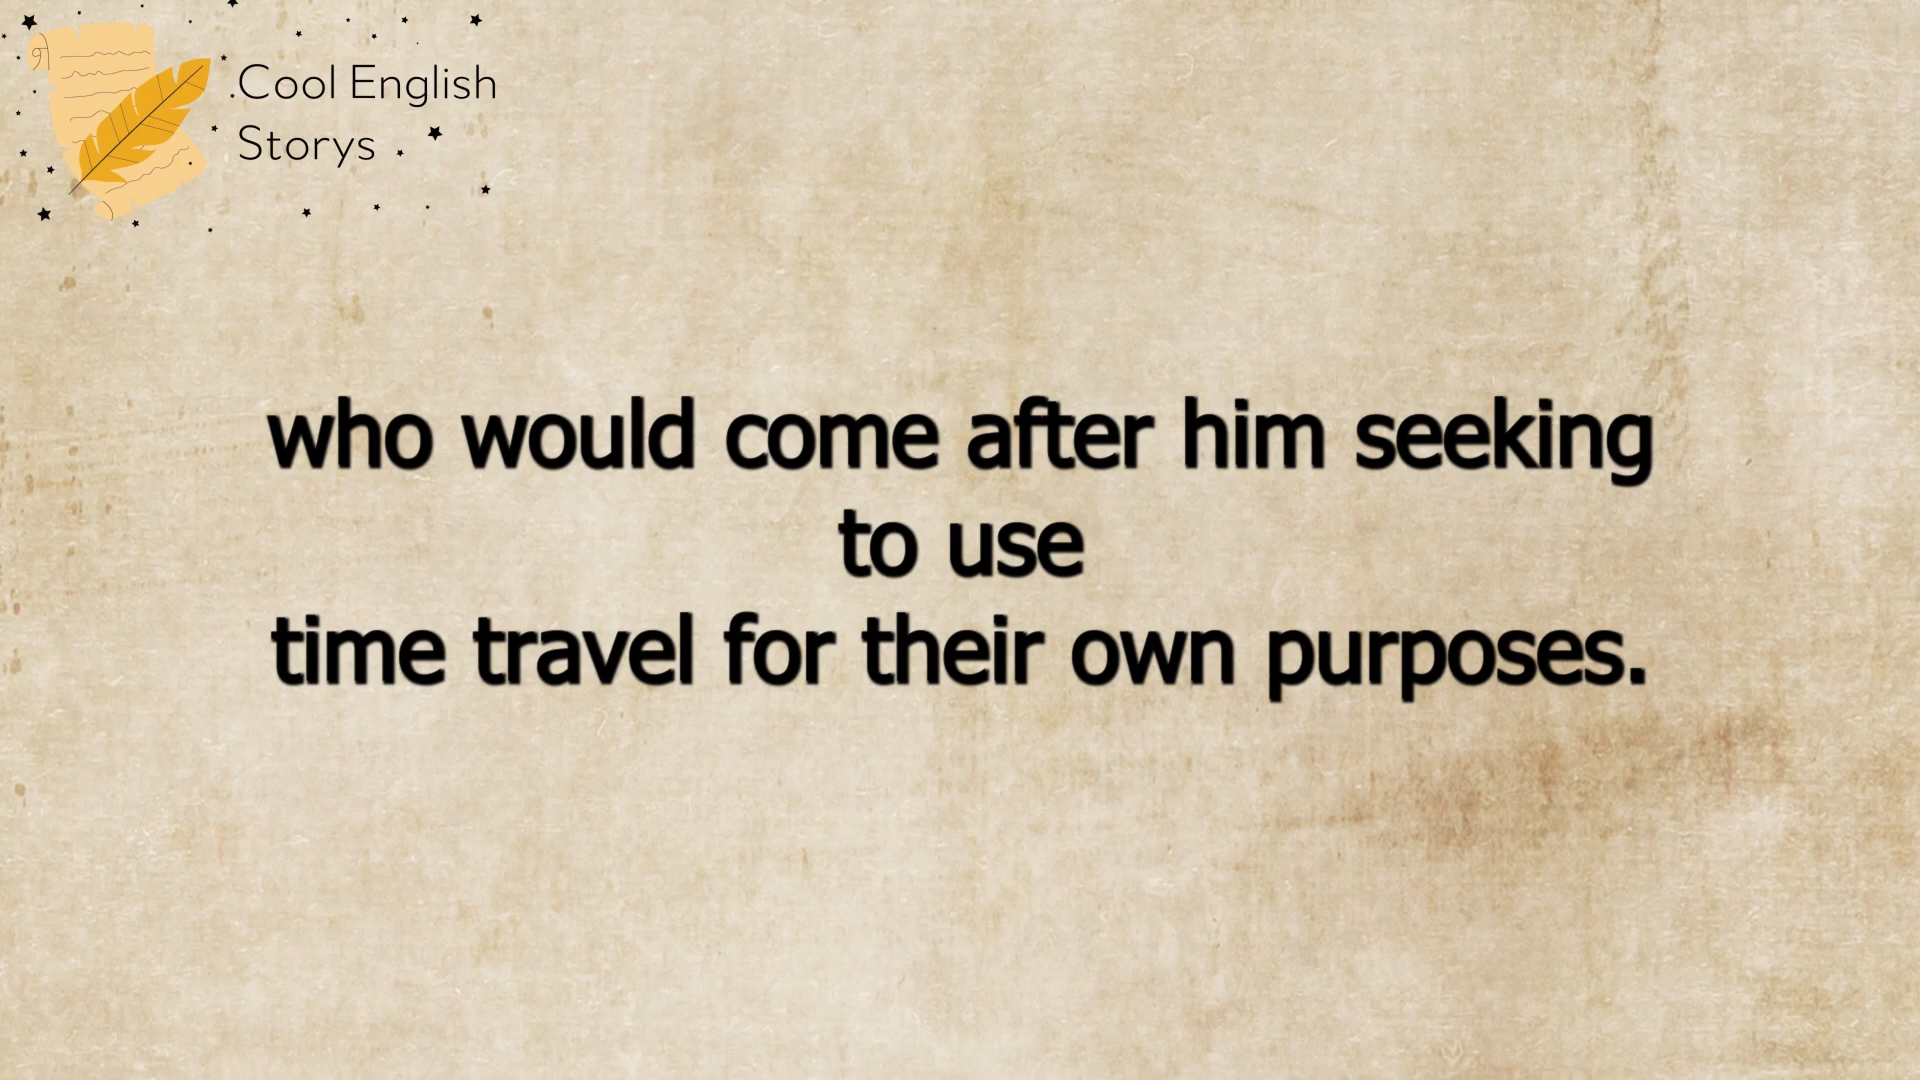 .Cool English
Storys
who would come after him seeking
to use
time travel for their own purposes.